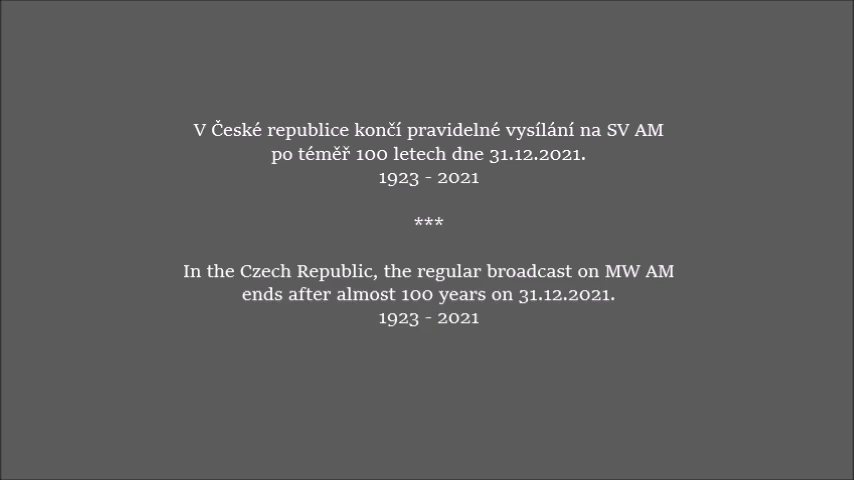 V České republice končí pravidelné vysílání na SV AM
po téměř 100 letech dne 31.12.2021.
1923 - 2021
***
In the Czech Republic, the regular broadcast on MW AM
ends after almost 100 years on 31.12.2021.
1923 - 2021